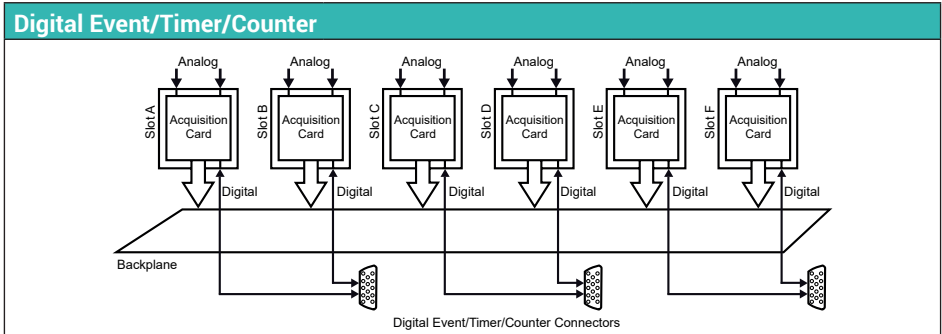 Digital Event/Timer/Counter
Analog Analog Analog Analog Analog Analog
Slot A
Acquisition
Card
Slot B
Acquisition
Card
Slot C
Acquisition
Card
Slot D
Acquisition
Card
Slot E
Acquisition
Card
Slot F
Acquisition
Card
Digital Digital Digital Digital Digital Digital
Backplane
Digital Event/Timer/Counter Connectors